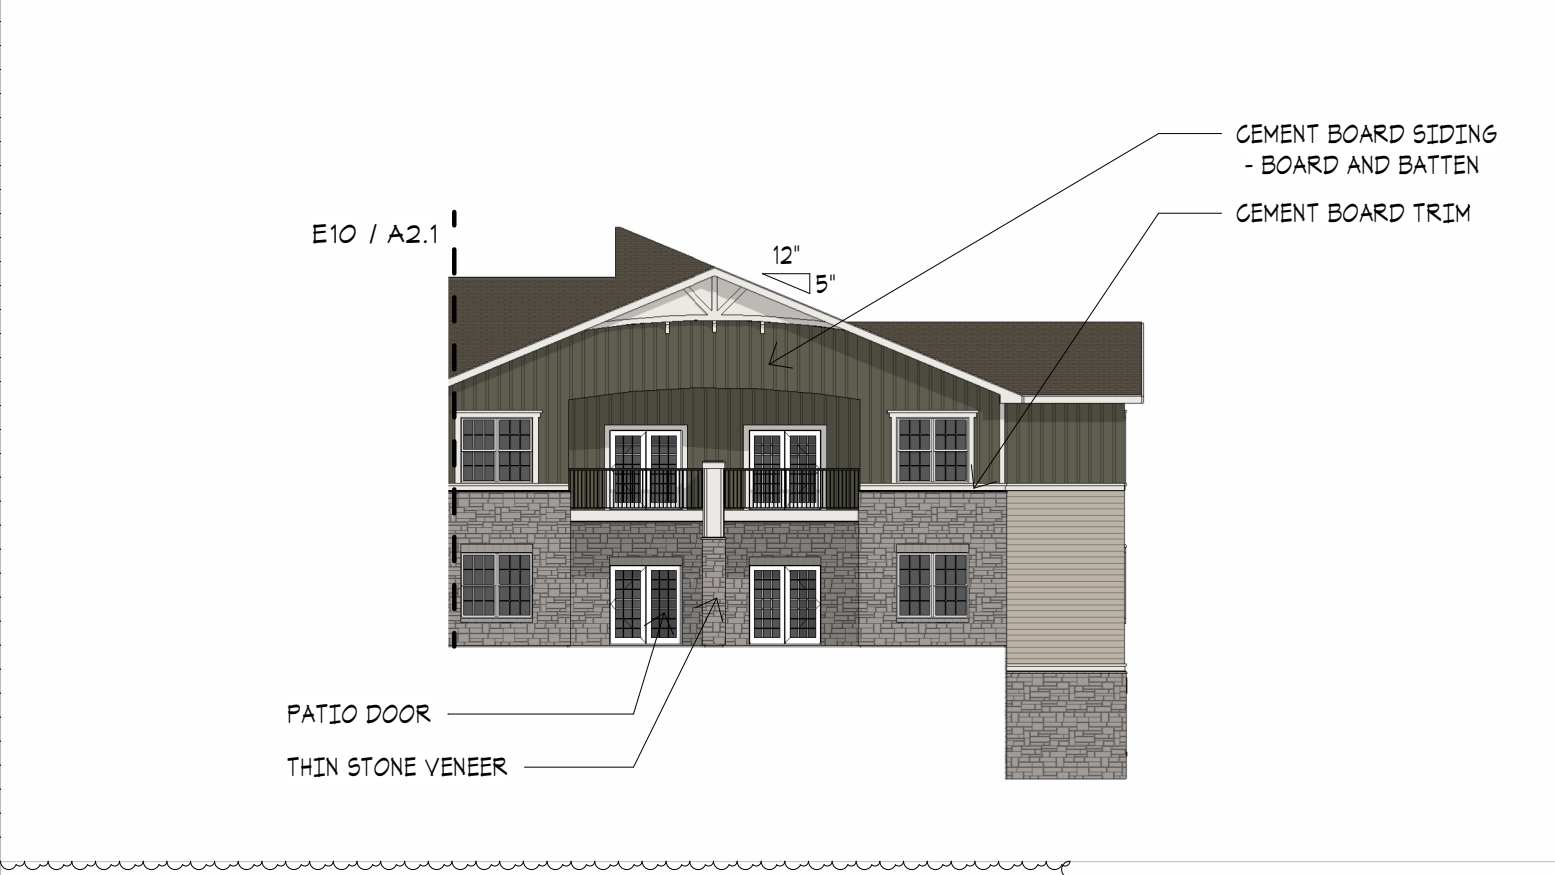 CEMENT BOARD SIDING
- BOARD AND BATTEN
CEMENT BOARD TRIM
E10 / A2.1
12"
5"
PATIO DOOR
THIN STONE VENEER